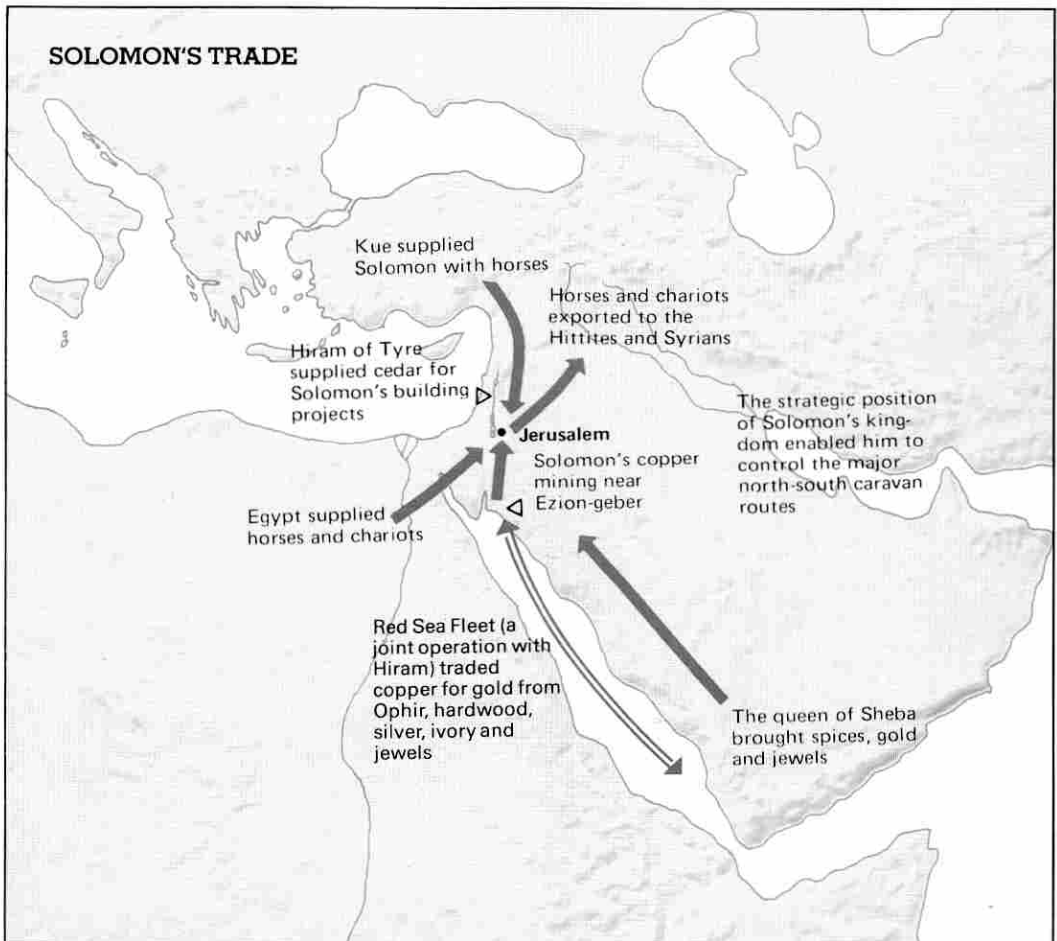 SOLOMON'S TRADE
Kue supplied
Solomon with horses
Horses and chariots
exported to the
Hittites and Syrians
Hiram of Tyre
supplied cedar for
Solomon's building
projects
The strategic position
of Solomon's king-
dom enabled him to
control the major
north-south caravan
routes
Jerusalem
Solomon's copper
mining near
Ezion-geber
Egypt supplied
horses and chariots
Red Sea Fleet (a
joint operation with
Hiram) traded
copper for gold from
Ophir, hardwood,
silver, ivory and
jewels
The queen of Sheba
brought spices, gold
and jewels